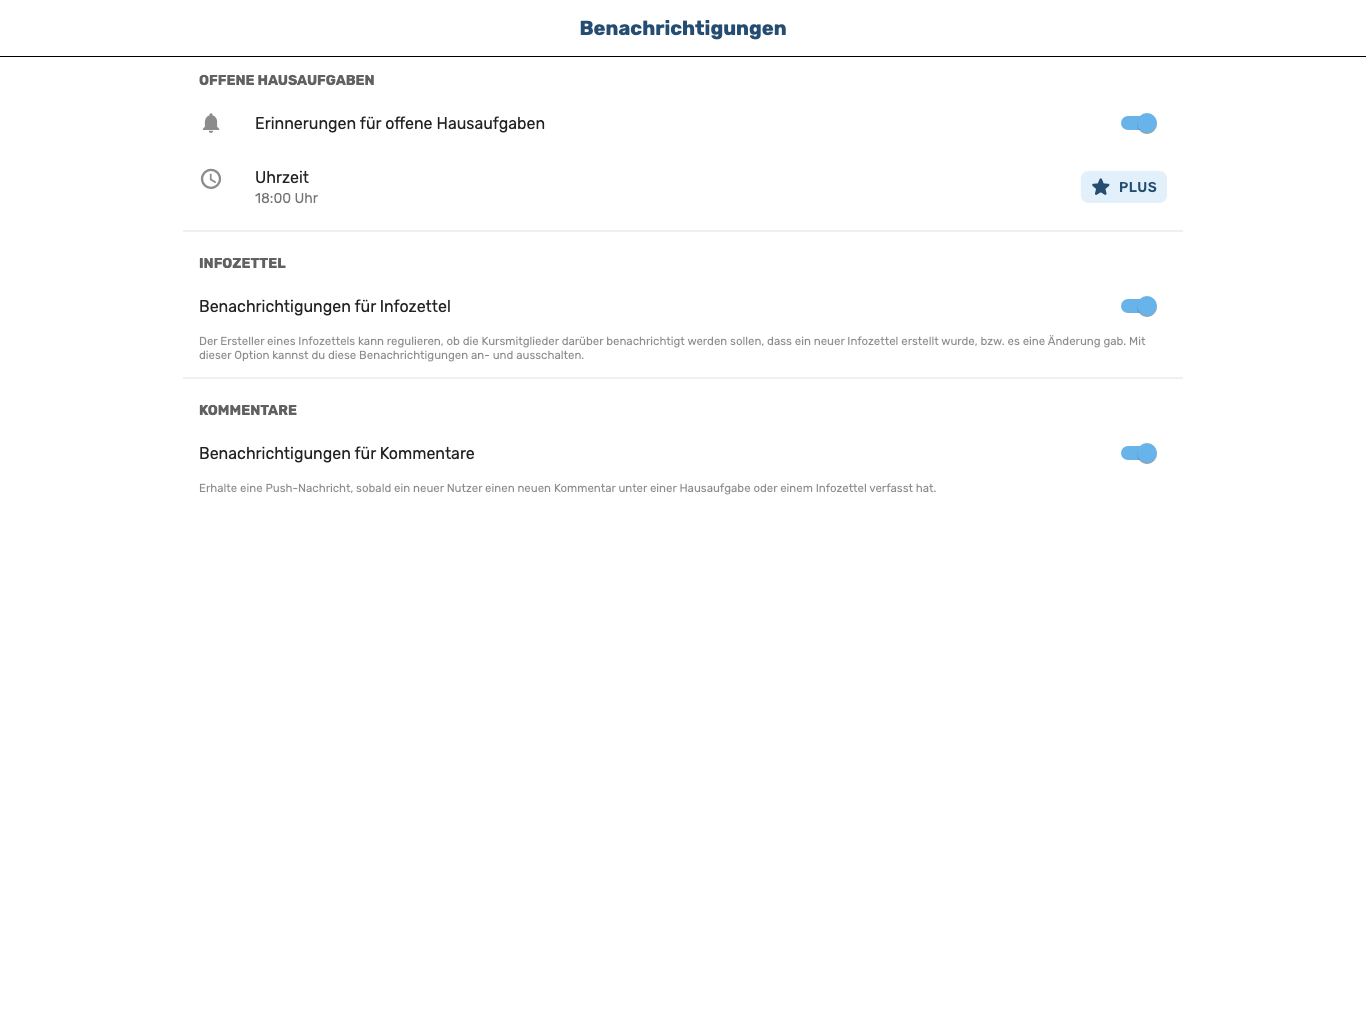 Benachrichtigungen
OFFENE HAUSAUFGABEN
Erinnerungen für offene Hausaufgaben
Uhrzeit
18:00 Uhr
PLUS
INFOZETTEL
Benachrichtigungen für Infozettel
Der Ersteller eines Infozettels kann regulieren, ob die Kursmitglieder darüber benachrichtigt werden sollen, dass ein neuer Infozettel erstellt wurde, bzw. es eine Änderung gab. Mit
dieser Option kannst du diese Benachrichtigungen an- und ausschalten.
KOMMENTARE
Benachrichtigungen für Kommentare
Erhalte eine Push-Nachricht, sobald ein neuer Nutzer einen neuen Kommentar unter einer Hausaufgabe oder einem Infozettel verfasst hat.